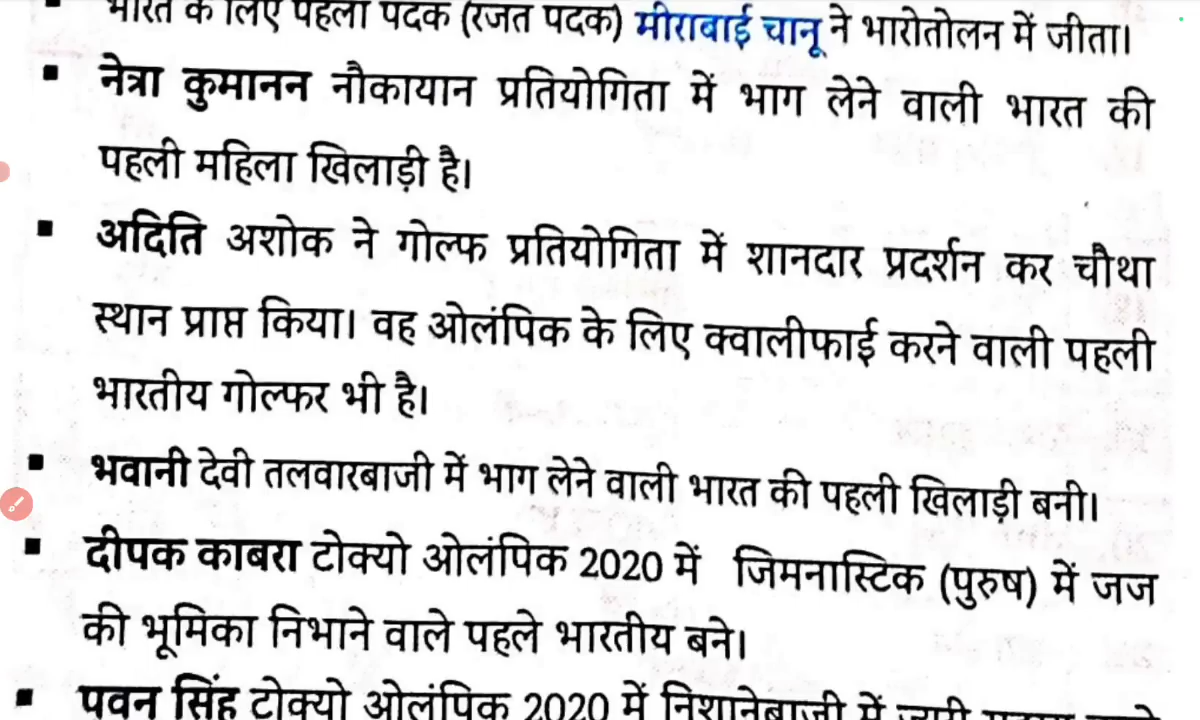 भारत के लिए पहला पदक (रजत पदक) मीराबाई चानू ने भारोतोलन में जीता।
▪ नेत्रा कुमानन नौकायान प्रतियोगिता में भाग लेने वाली भारत की
पहली महिला खिलाड़ी है।
▪ अदिति अशोक ने गोल्फ प्रतियोगिता में शानदार प्रदर्शन कर चौथा
स्थान प्राप्त किया। वह ओलंपिक के लिए क्वालीफाई करने वाली पहली
भारतीय गोल्फर भी है।
▪ भवानी देवी तलवारबाजी में भाग लेने वाली भारत की पहली खिलाड़ी बनी।
▪ दीपक काबरा टोक्यो ओलंपिक 2020 में जिमनास्टिक (पुरुष) में जज
की भूमिका निभाने वाले पहले भारतीय बने।
▪ पवन सिंह टोक्यो ओलंपिक 2020 में निशानेबाजी में